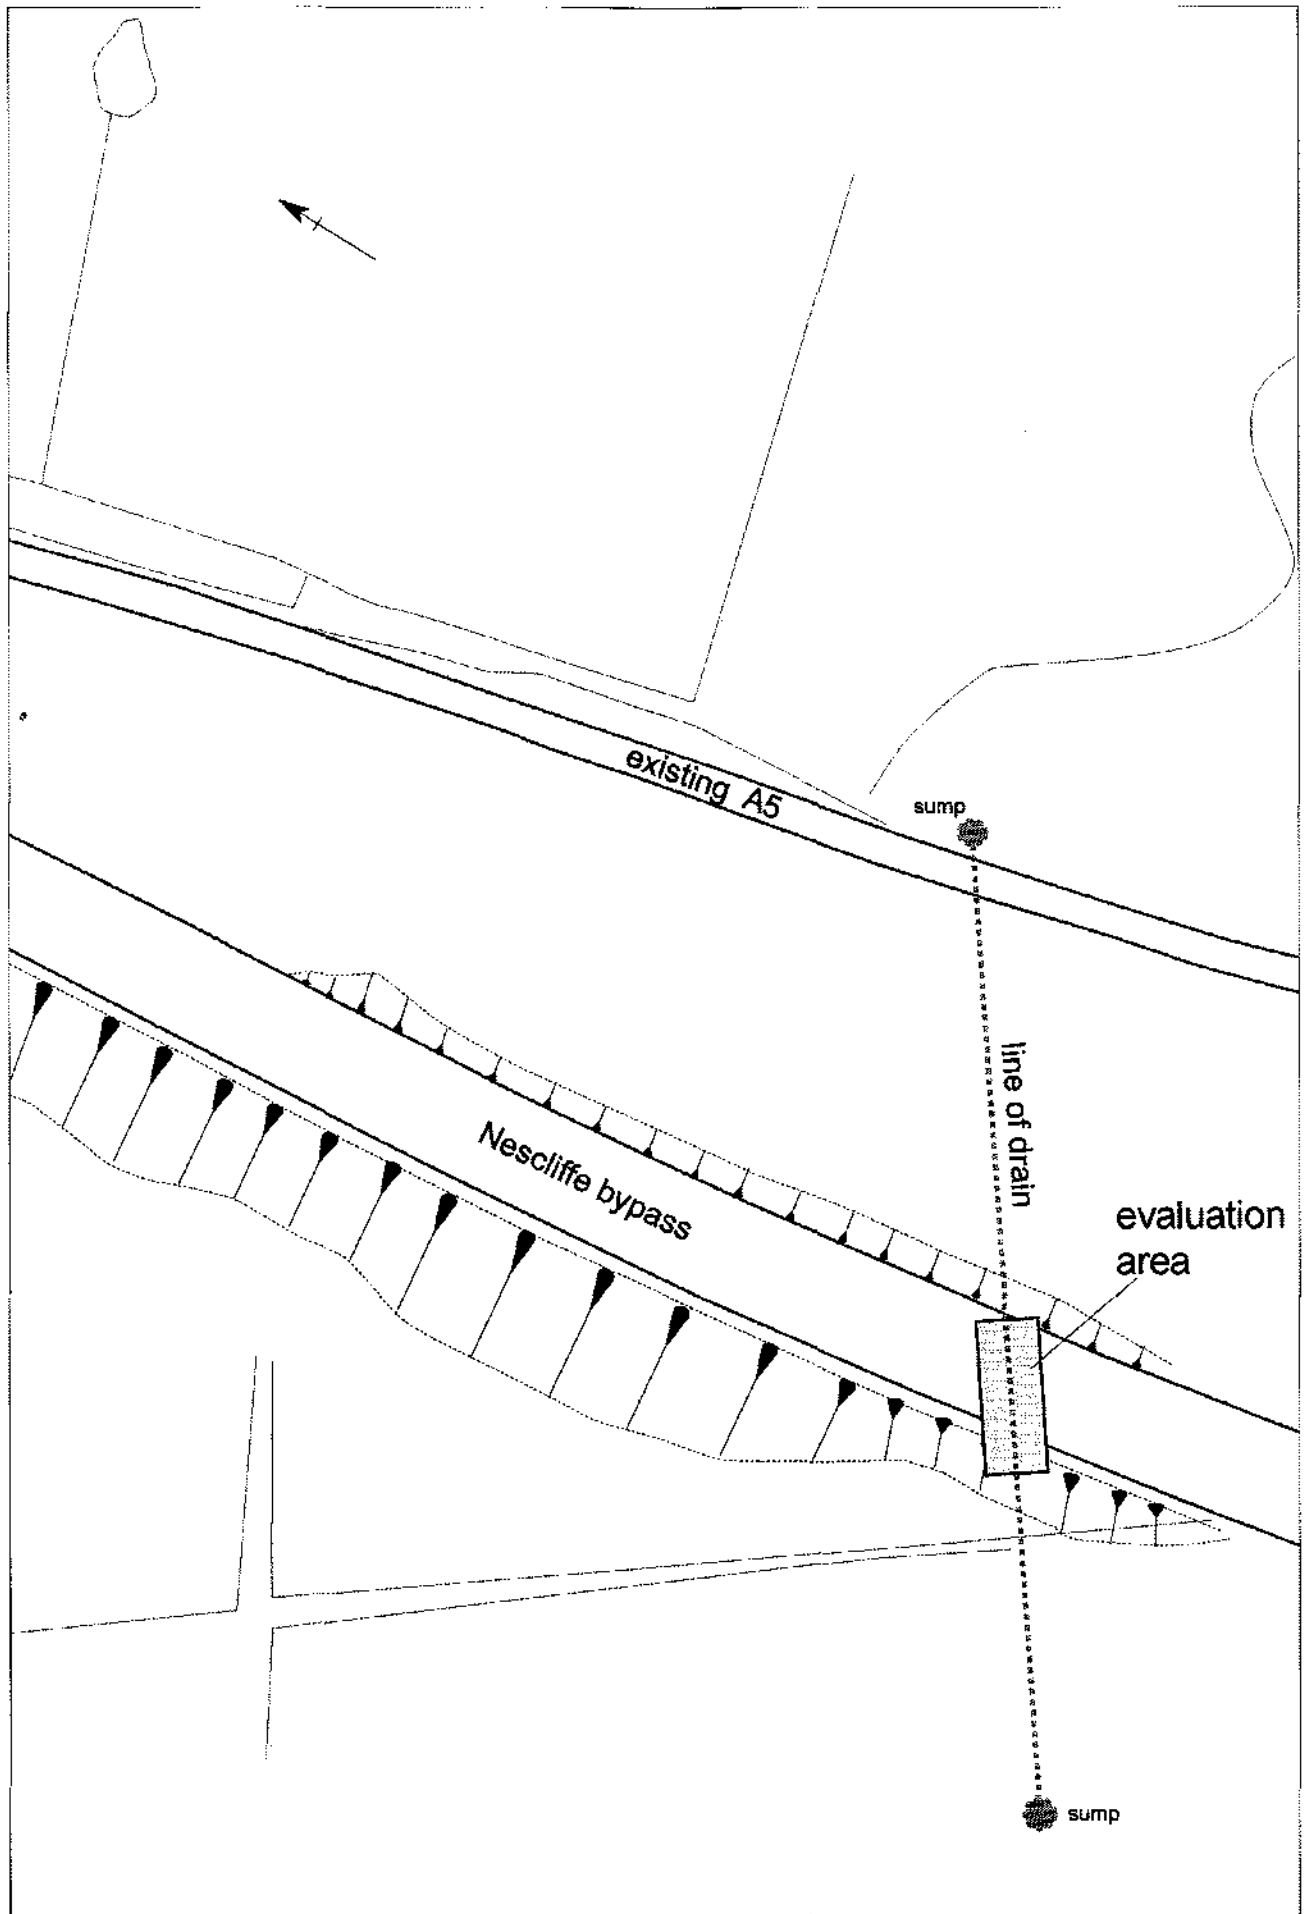 existing A5
sump
line of drain
Nescliffe bypass
evaluation
area
sump